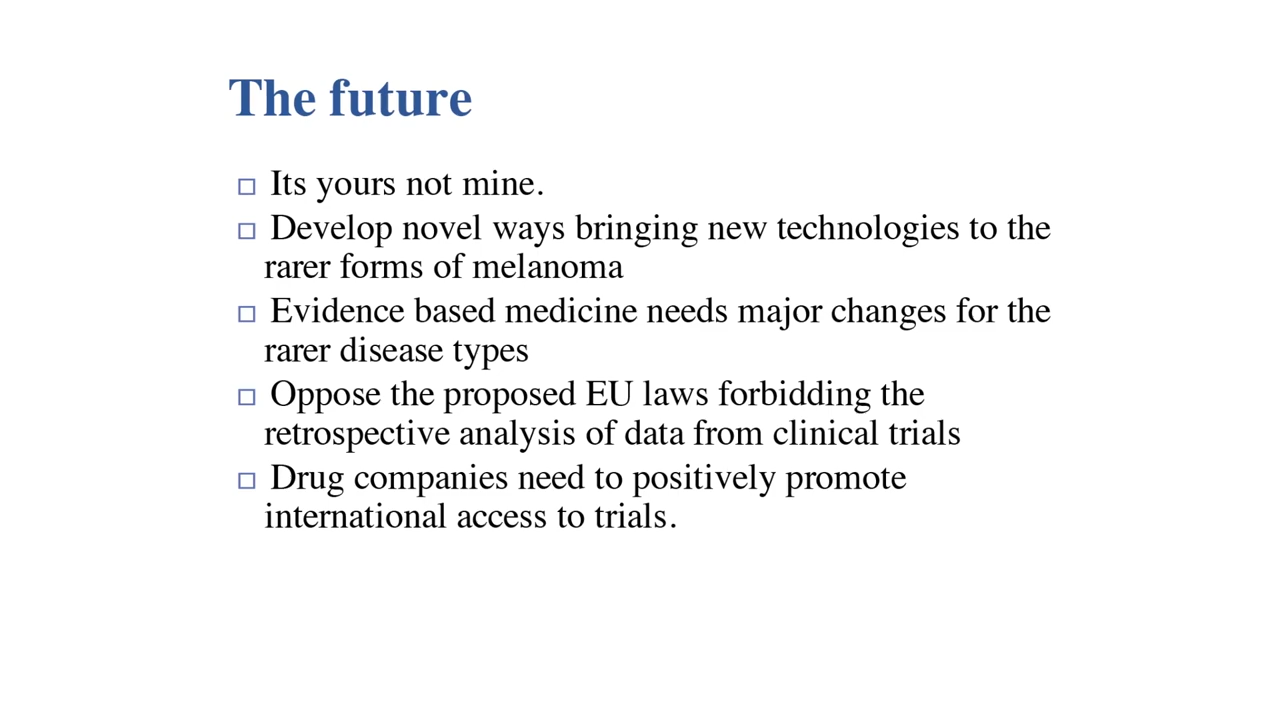 The future
Its yours not mine.
Develop novel ways bringing new technologies to the
rarer forms of melanoma
Evidence based medicine needs major changes for the
rarer disease types
Oppose the proposed EU laws forbidding the
retrospective analysis of data from clinical trials
Drug companies need to positively promote
international access to trials.